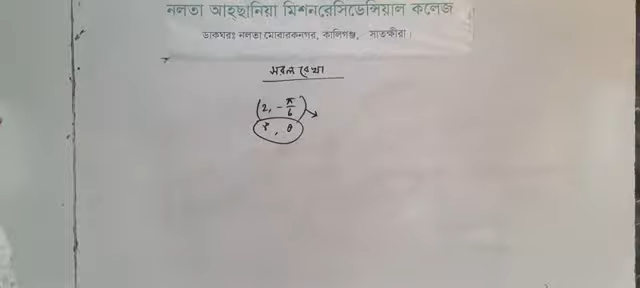 নলতা আহ্ছানিয়া মিশনরেসিডেন্সিয়াল কলেজ
ডাকঘরঃ নলতা মোবারকনগর, কালিগঞ্জ, সাতক্ষীরা।
সরল রেখা
(2, -π/6)
r, θ